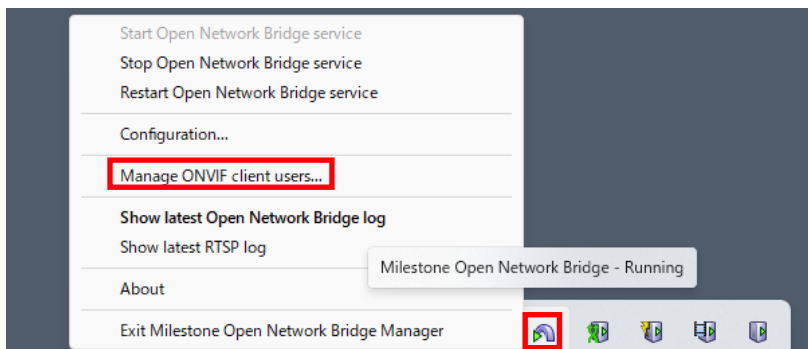 Start Open Network Bridge service
Stop Open Network Bridge service
Restart Open Network Bridge service
Configuration...
Manage ONVIF client users...
Show latest Open Network Bridge log
Show latest RTSP log
Milestone Open Network Bridge - Running
About
Exit Milestone Open Network Bridge Manager